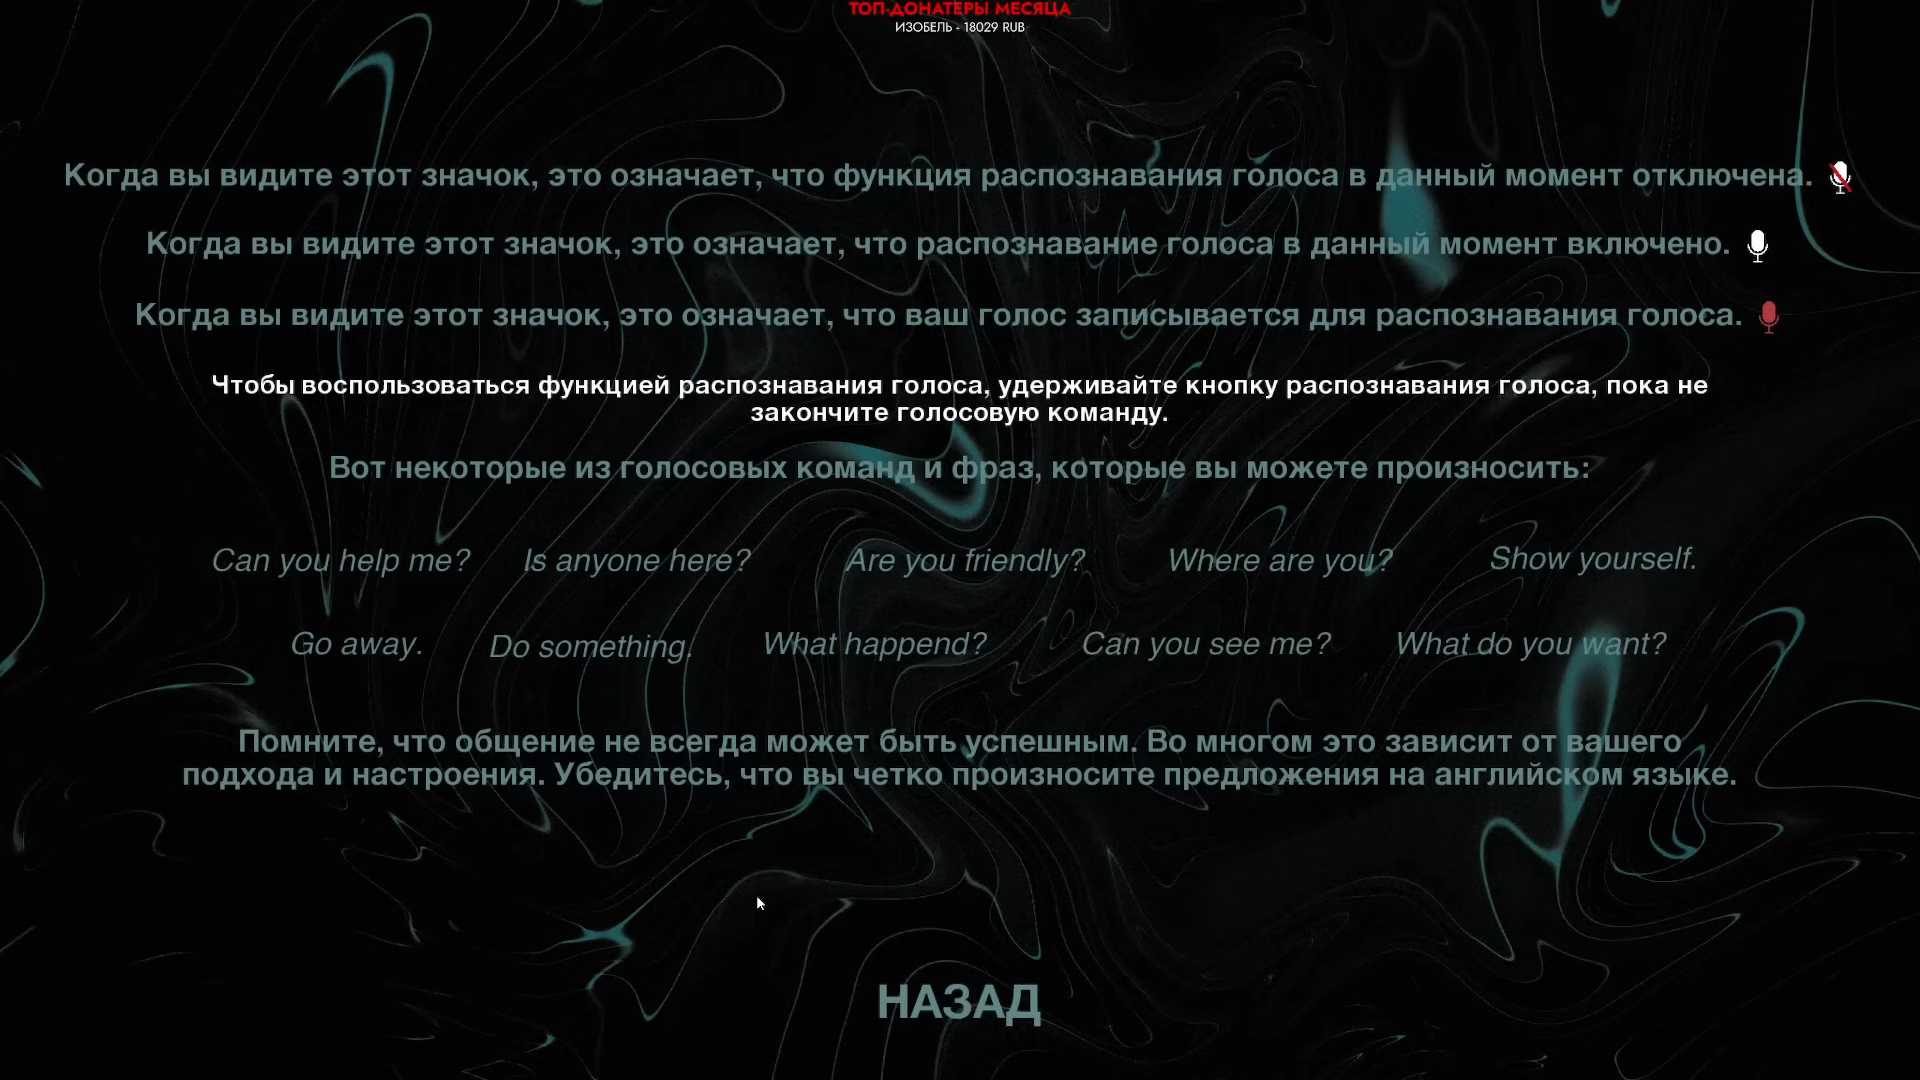 ТОП-ДОНАТЕРЫ МЕСЯЦА
ИЗОБЕЛЬ - 18029 RUB
Когда вы видите этот значок, это означает, что функция распознавания голоса в данный момент отключена.
Когда вы видите этот значок, это означает, что распознавание голоса в данный момент включено.
Когда вы видите этот значок, это означает, что ваш голос записывается для распознавания голоса.
Чтобы воспользоваться функцией распознавания голоса, удерживайте кнопку распознавания голоса, пока не
закончите голосовую команду.
Вот некоторые из голосовых команд и фраз, которые вы можете произносить:
Can you help me? Is anyone here? Are you friendly? Where are you? Show yourself.
Go away. Do something. What happend? Can you see me? What do you want?
Помните, что общение не всегда может быть успешным. Во многом это зависит от вашего
подхода и настроения. Убедитесь, что вы четко произносите предложения на английском языке.
НАЗАД